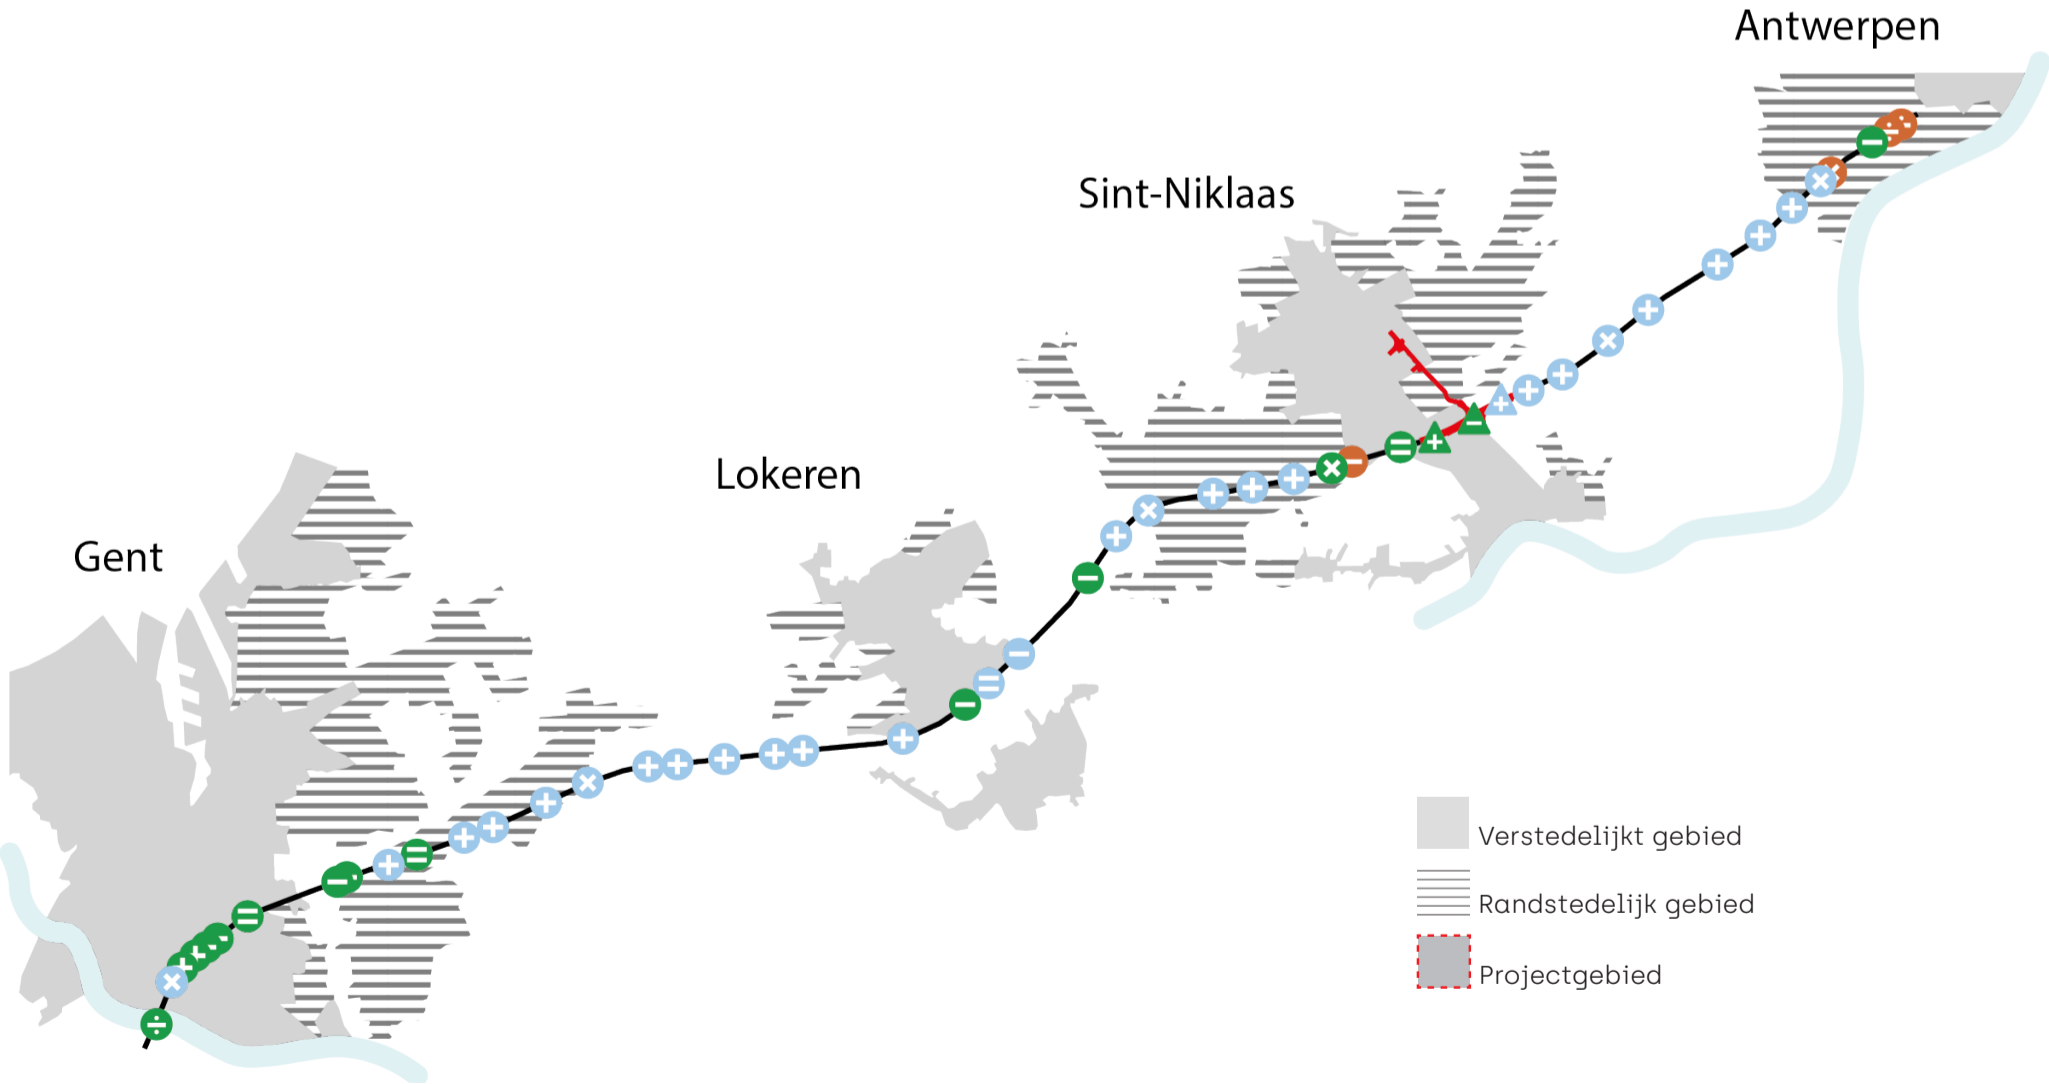 Antwerpen
Sint-Niklaas
Lokeren
Gent
Verstedelijkt gebied
Randstedelijk gebied
Projectgebied